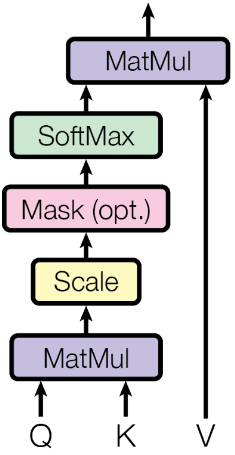 MatMul
SoftMax
Mask (opt.)
Scale
MatMul
Q K V